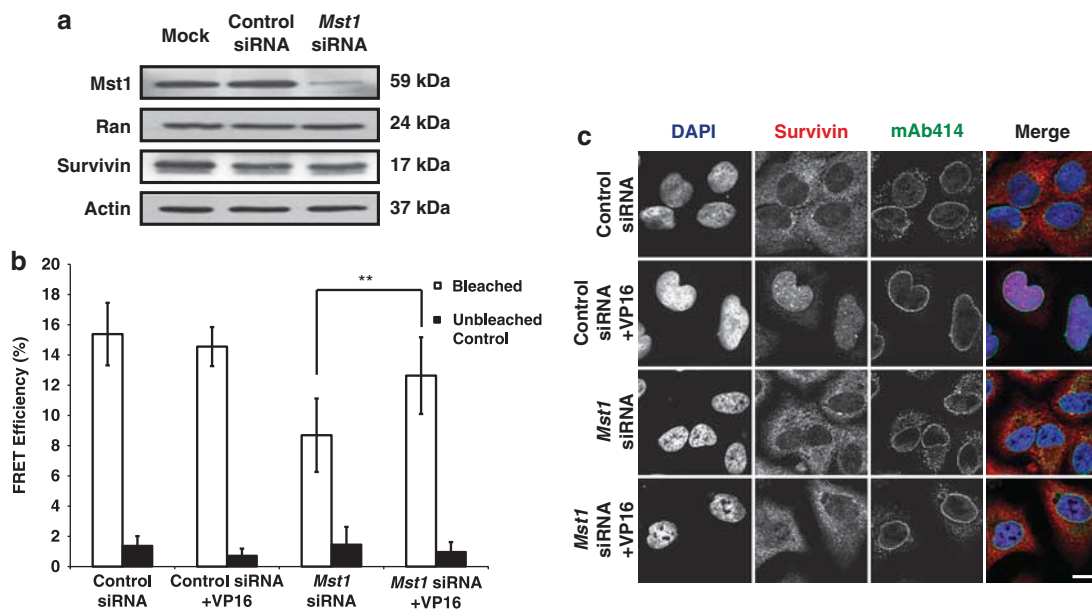 a
Mock
Control
siRNA
Mst1
siRNA
Mst1
59 kDa
Ran
24 kDa
Survivin
17 kDa
Actin
37 kDa
b
FRET Efficiency (%)
20
18
16
14
12
10
8
6
4
2
0
**
Bleached
Unbleached
Control
Control
siRNA
Control siRNA
+VP16
Mst1
siRNA
Mst1 siRNA
+VP16
c
DAPI
Survivin
mAb414
Merge
Control
siRNA
Control
siRNA
+VP16
Mst1
siRNA
Mst1
siRNA
+VP16